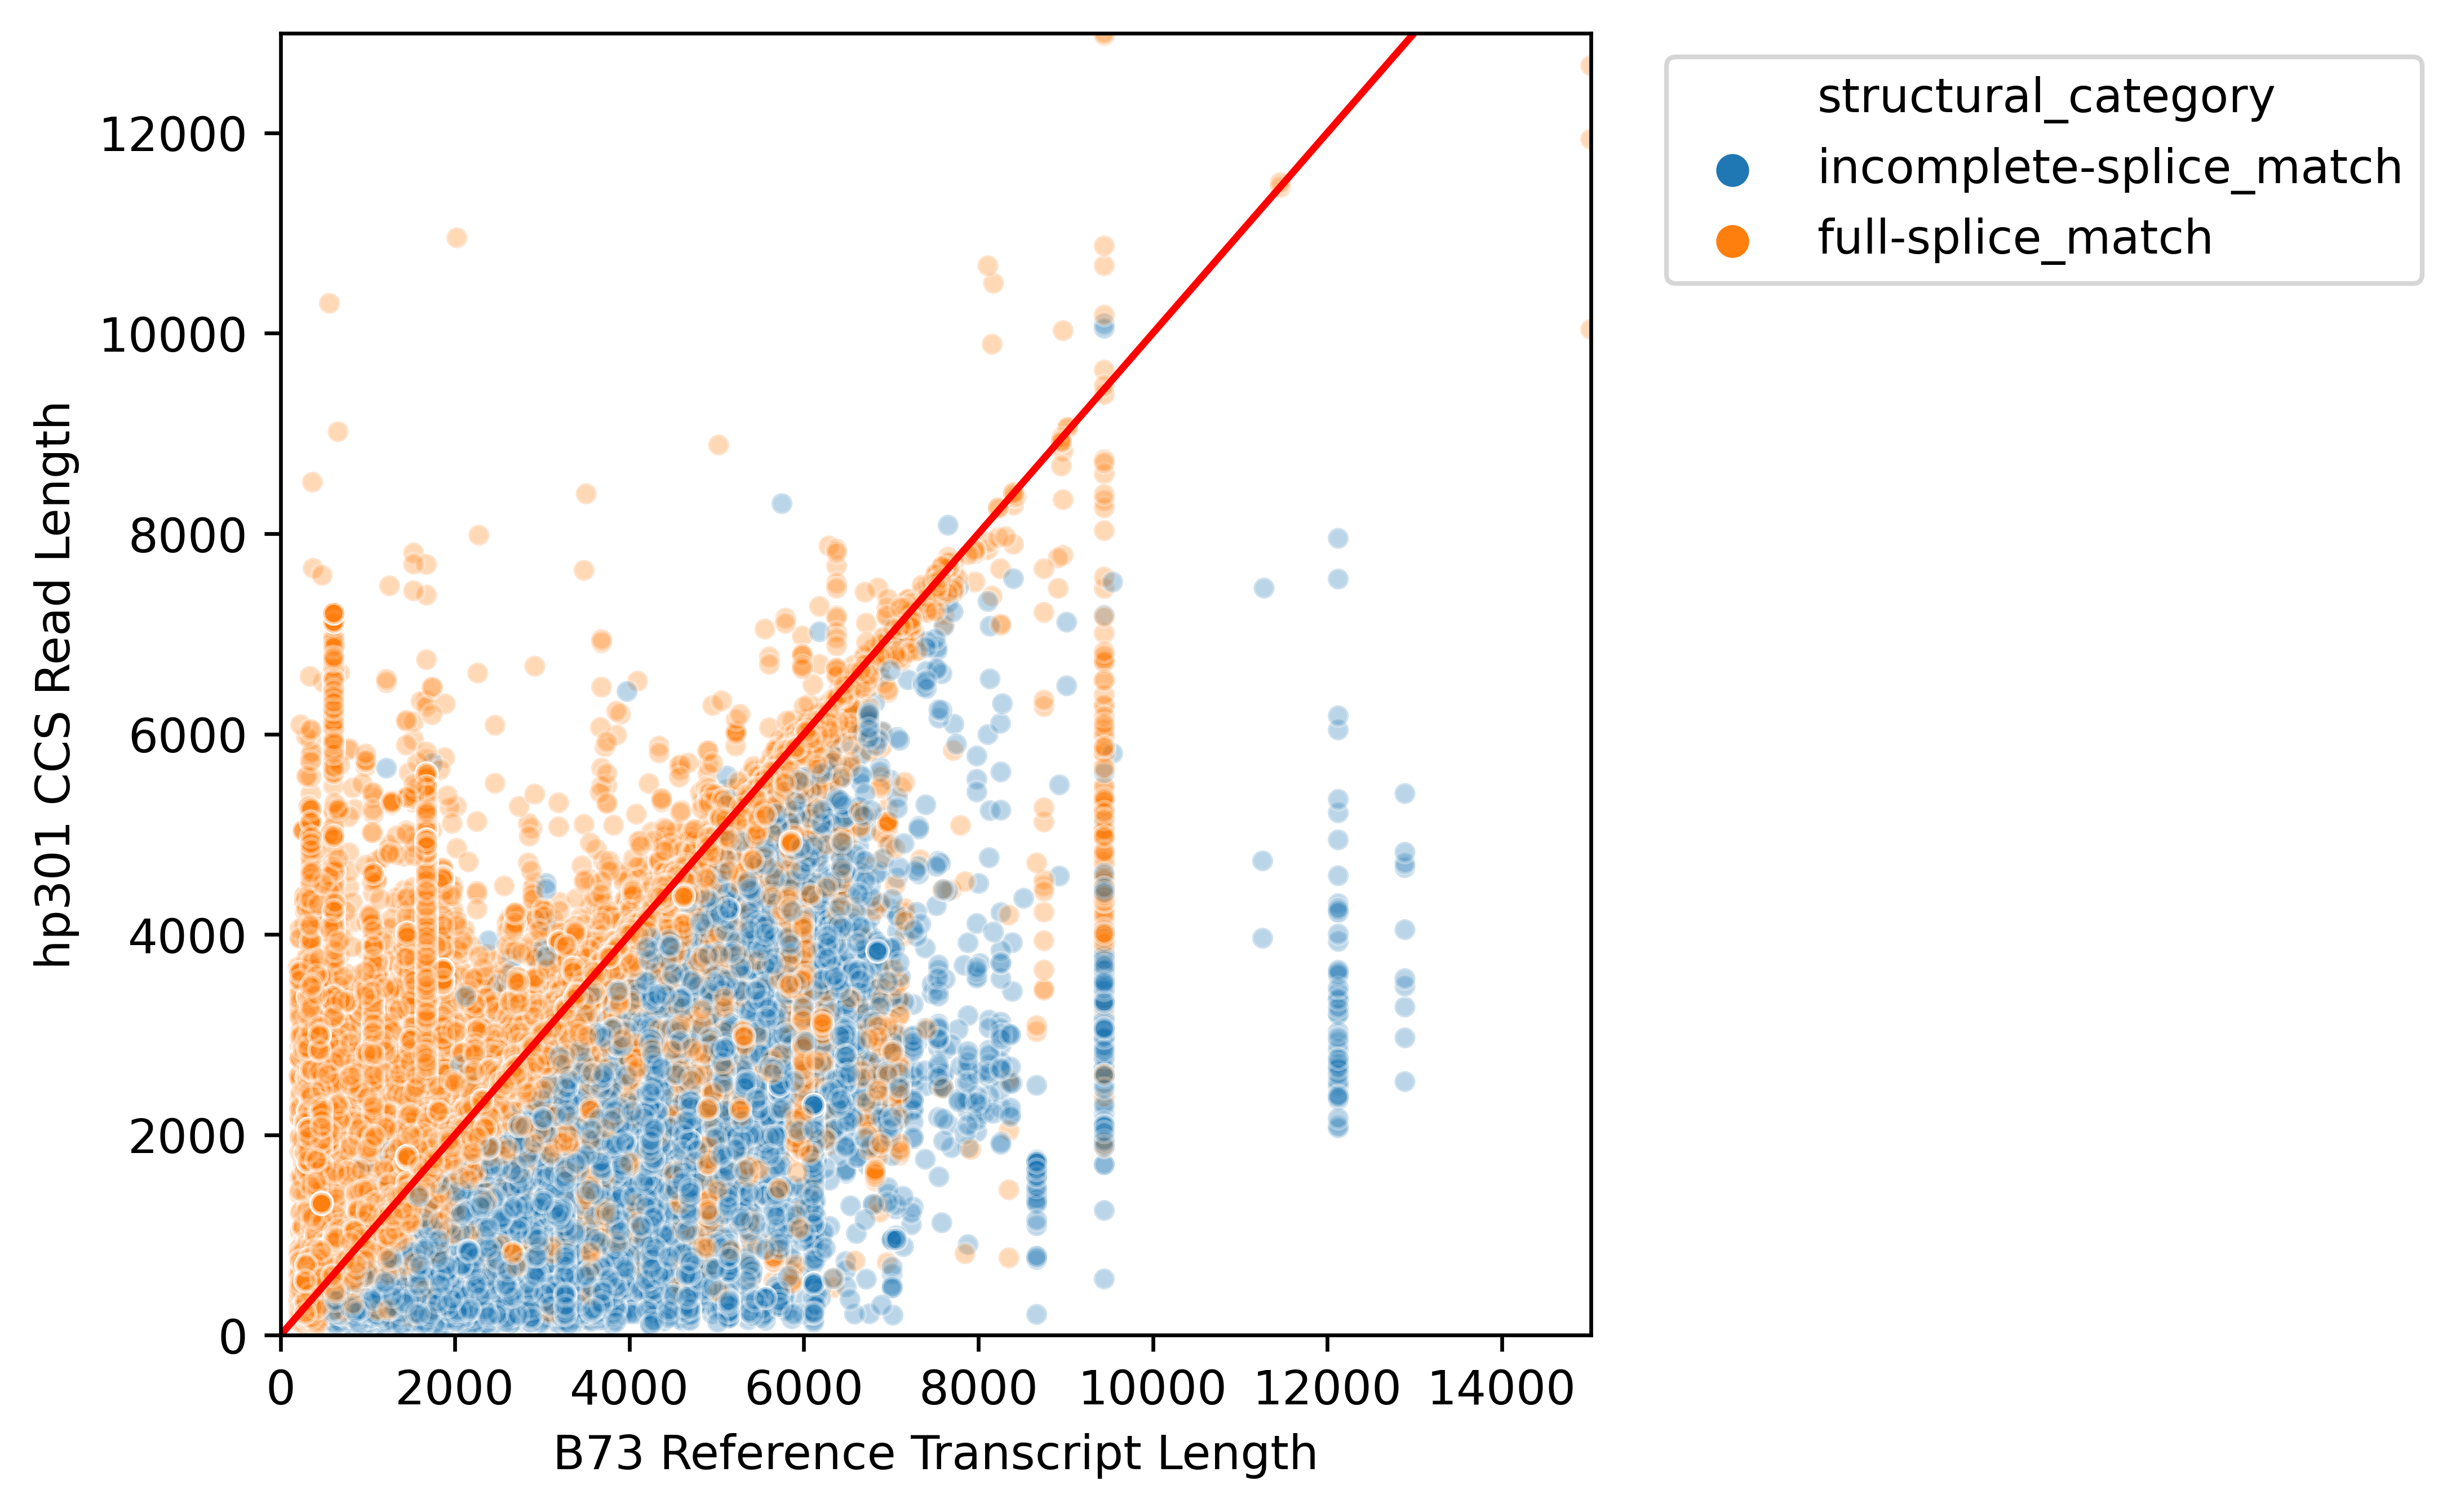 structural_category
incomplete-splice_match
full-splice_match
12000
10000
8000
6000
4000
2000
0
hp301 CCS Read Length
0 2000 4000 6000 8000 10000 12000 14000
B73 Reference Transcript Length